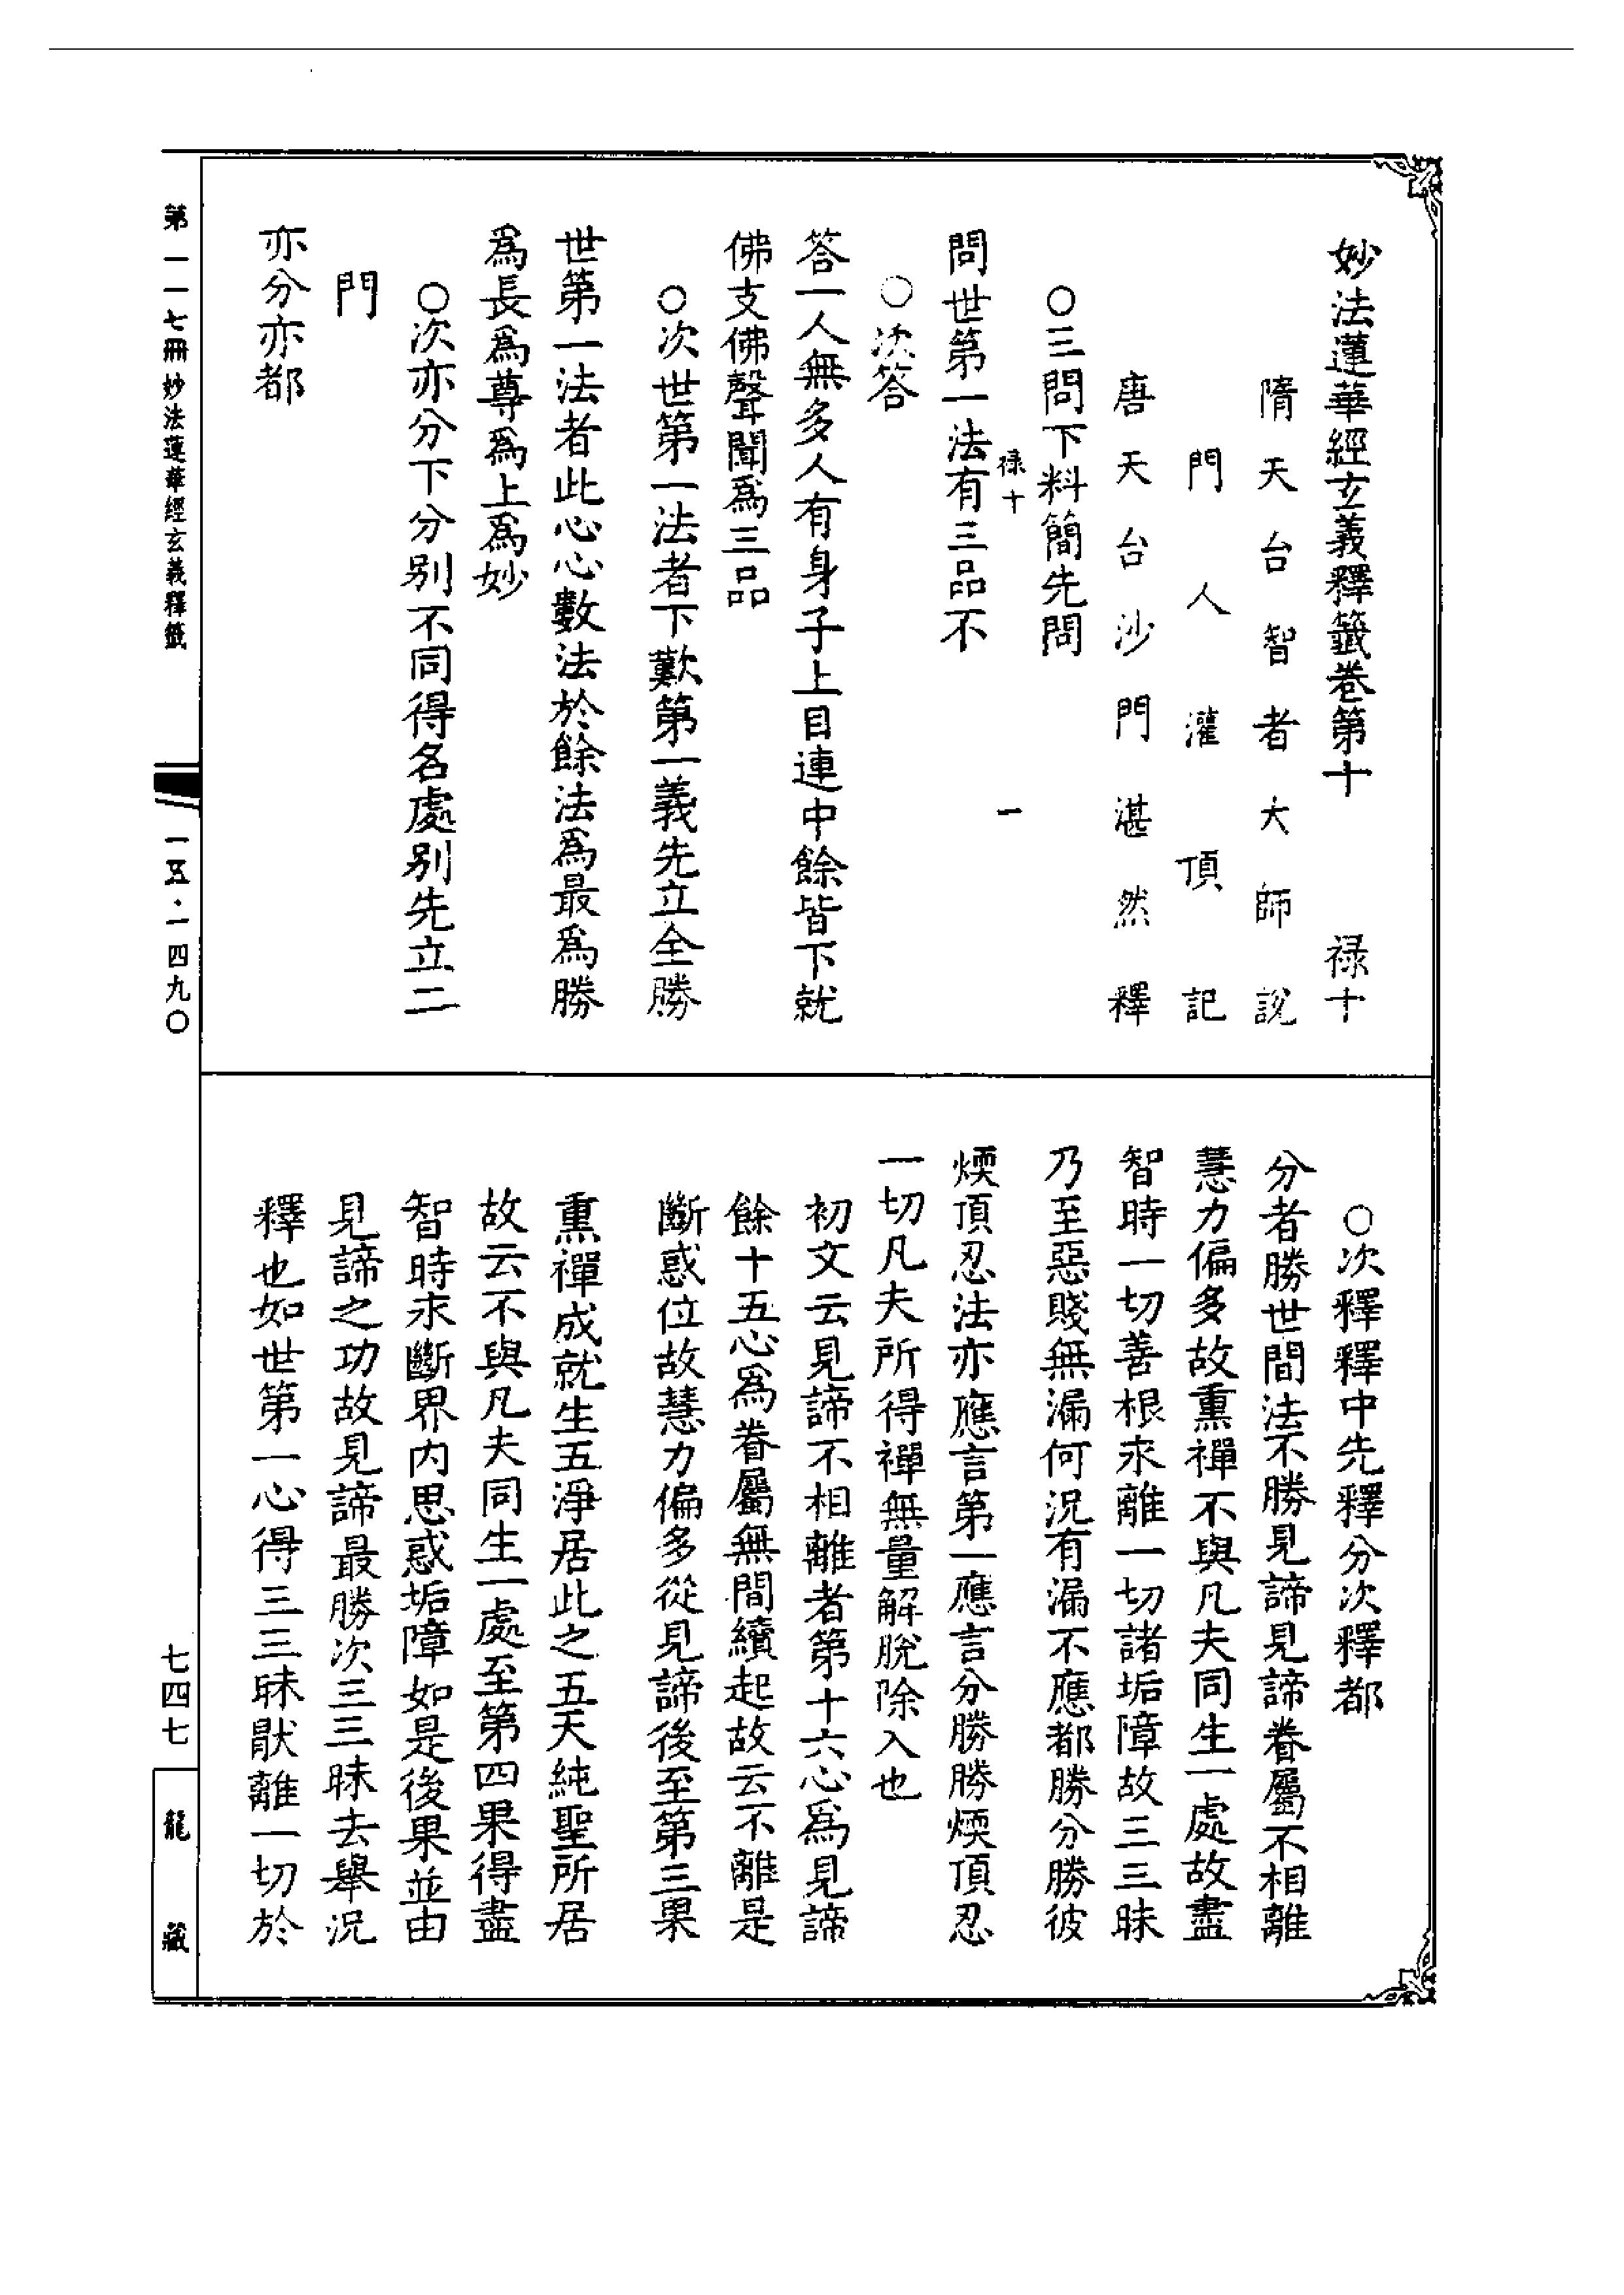 妙法蓮華經玄義釋籤卷第十　祿十
隋天台智者大師說
門人灌頂記
唐天台沙門湛然釋
○三問下料簡先問
祿十　一
問世第一法有三品不
○次答
答一人無多人有身子上目連中餘皆下就
佛支佛聲聞爲三品
○次世第一法者下歎第一義先立全勝
世第一法者此心心數法於餘法爲最爲勝
爲長爲尊爲上爲妙
○次亦分下分別不同得名處別先立二
門
亦分亦都
○次釋釋中先釋分次釋都
分者勝世間法不勝見諦見諦眷屬不相離
慧力偏多故熏禪不與凡夫同生一處故盡
智時一切善根永離一切諸垢障故三三昧
乃至惡賤無漏何況有漏不應都勝分勝彼
煗頂忍法亦應言第一應言分勝勝煗頂忍
一切凡夫所得禪無量解脫除入也
初文云見諦不相離者第十六心爲見諦
餘十五心爲眷屬無間續起故云不離是
斷惑位故慧力偏多從見諦後至第三果
熏禪成就生五淨居此之五天純聖所居
故云不與凡夫同生一處至第四果得盡
智時永斷界內思惑垢障如是後果並由
見諦之功故見諦最勝次三三昧去舉況
釋也如世第一心得三三昧猒離一切於
第一一七冊 妙法蓮華經玄義釋籤
一五・一四九〇
七四七
龍藏